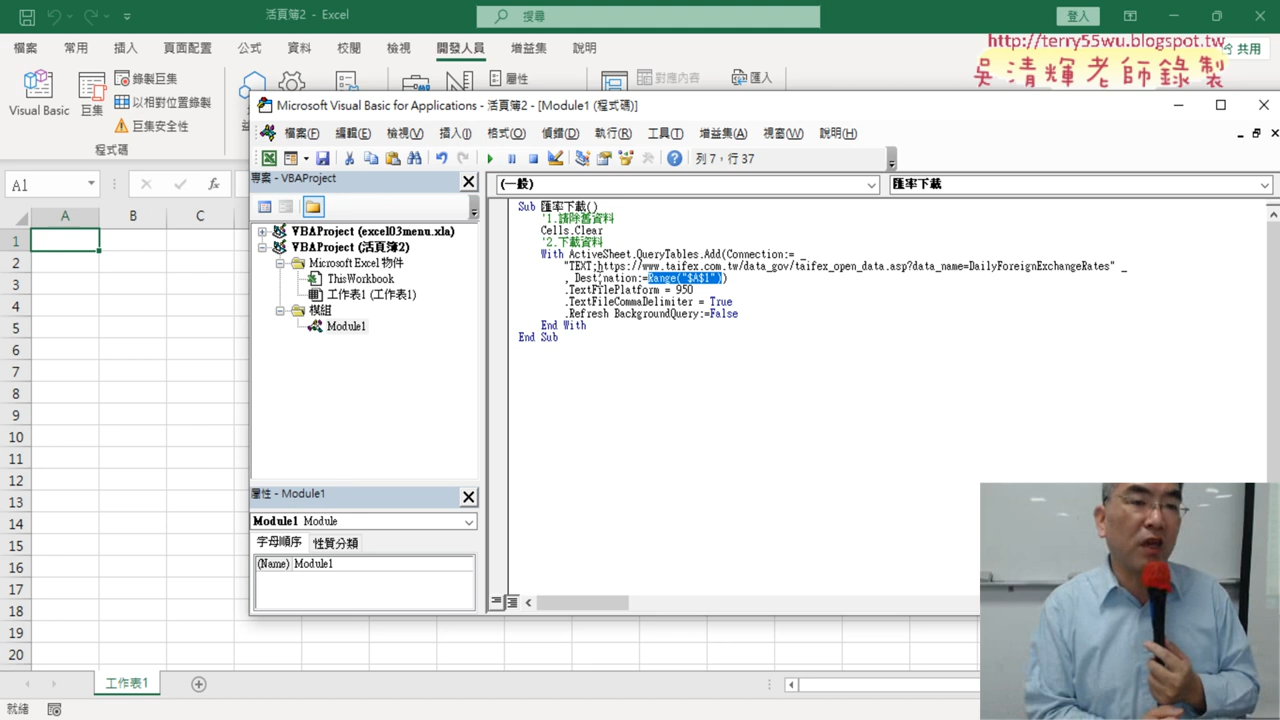 活頁簿2 - Excel
搜尋
登入
檔案 常用 插入 頁面配置 公式 資料 校閱 檢視 開發人員 增益集 說明
http://terry55wu.blogspot.tw
共用
吳清輝老師錄製
Visual Basic
巨集
錄製巨集
以相對位置錄製
巨集安全性
程式碼
屬性
對應內容
匯入
Microsoft Visual Basic for Applications - 活頁簿2 - [Module1 (程式碼)]
檔案(F) 編輯(E) 檢視(V) 插入(I) 格式(O) 偵錯(D) 執行(R) 工具(T) 增益集(A) 視窗(W) 說明(H)
列 7，行 37
A1
專案 - VBAProject
(一般)
匯率下載
VBAProject (excel03menu.xla)
VBAProject (活頁簿2)
Microsoft Excel 物件
ThisWorkbook
工作表1 (工作表1)
模組
Module1
Sub 匯率下載()
'1.請除舊資料
Cells.Clear
'2.下載資料
With ActiveSheet.QueryTables.Add(Connection:= _
"TEXT;https://www.taifex.com.tw/data_gov/taifex_open_data.asp?data_name=DailyForeignExchangeRates" _
, Destination:=Range("$A$1"))
.TextFilePlatform = 950
.TextFileCommaDelimiter = True
.Refresh BackgroundQuery:=False
End With
End Sub
屬性 - Module1
Module1 Module
字母順序 性質分類
(Name) Module1
A B C
1
2
3
4
5
6
7
8
9
10
11
12
13
14
15
16
17
18
19
20
工作表1
就緒